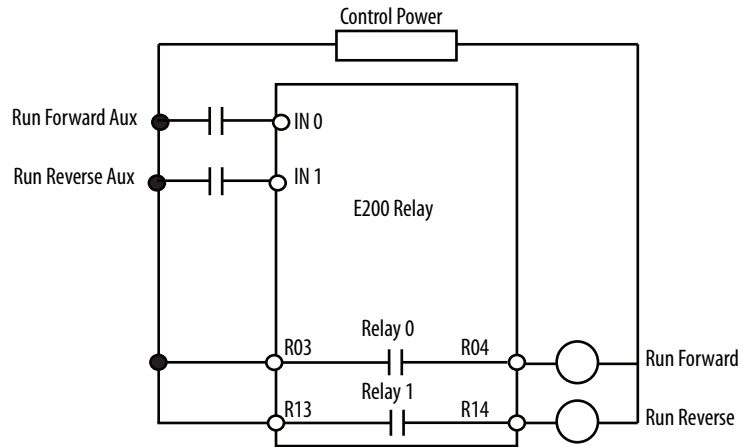 Control Power
Run Forward Aux
IN 0
Run Reverse Aux
IN 1
E200 Relay
Relay 0
R03
R04
Run Forward
Relay 1
R13
R14
Run Reverse